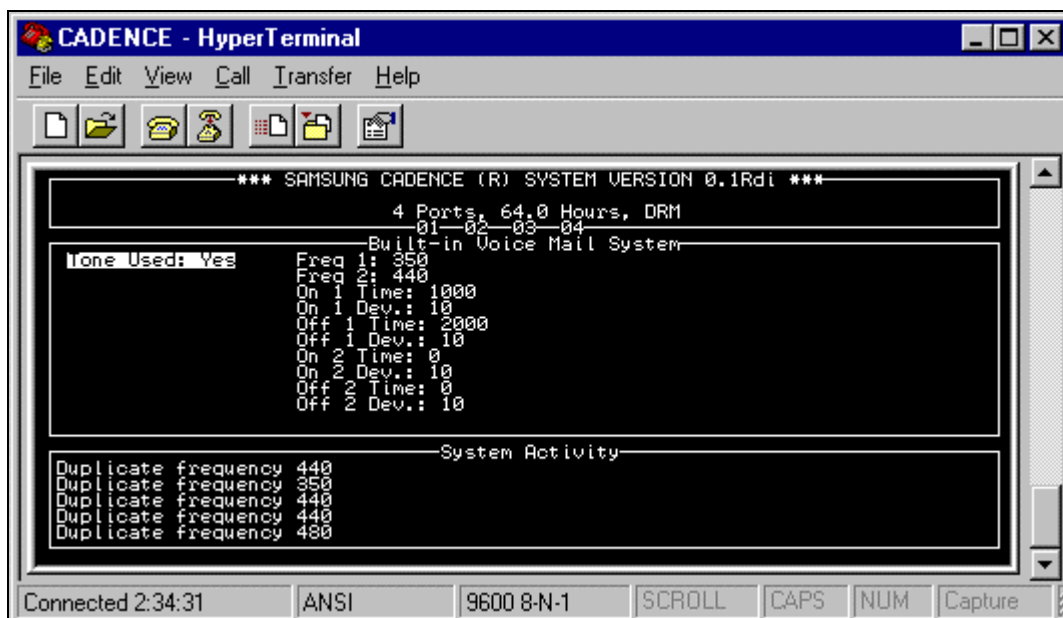 CADENCE - HyperTerminal
File Edit View Call Transfer Help
*** SAMSUNG CADENCE (R) SYSTEM VERSION 0.1Rdi ***
4 Ports, 64.0 Hours, DRM
01 02 03 04
Built-in Voice Mail System
Tone Used: Yes Freq 1: 350
Freq 2: 440
On 1 Time: 1000
On 1 Dev.: 10
Off 1 Time: 2000
Off 1 Dev.: 10
On 2 Time: 0
On 2 Dev.: 10
Off 2 Time: 0
Off 2 Dev.: 10
System Activity
Duplicate frequency 440
Duplicate frequency 350
Duplicate frequency 440
Duplicate frequency 440
Duplicate frequency 480
Connected 2:34:31 ANSI 9600 8-N-1 SCROLL CAPS NUM Capture